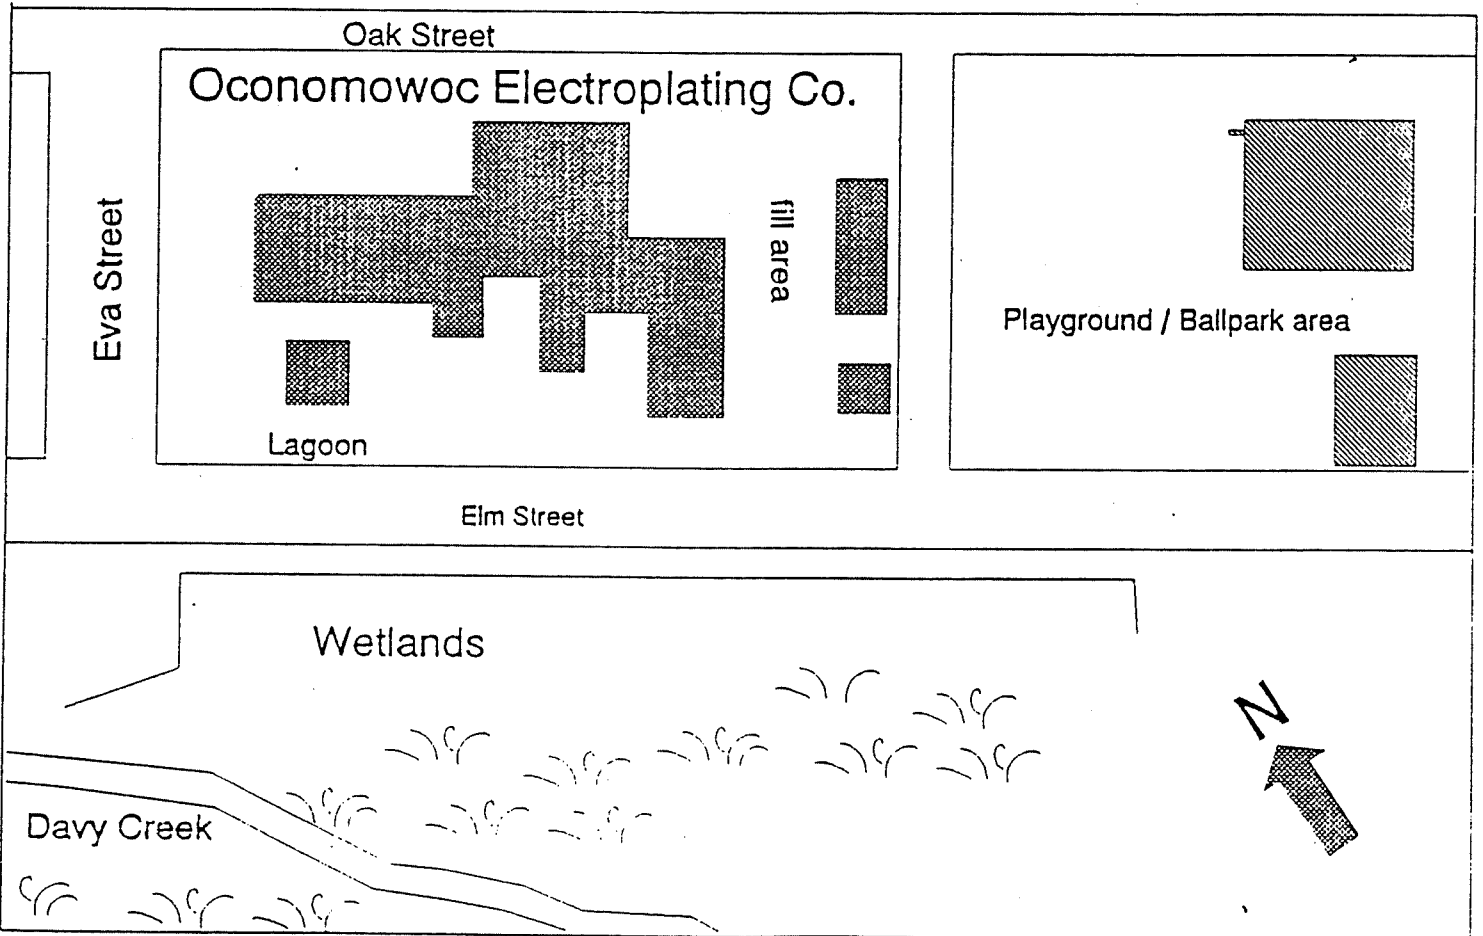 Oak Street
Oconomowoc Electroplating Co.
Eva Street
fill area
Playground / Ballpark area
Lagoon
Elm Street
Wetlands
N
Davy Creek